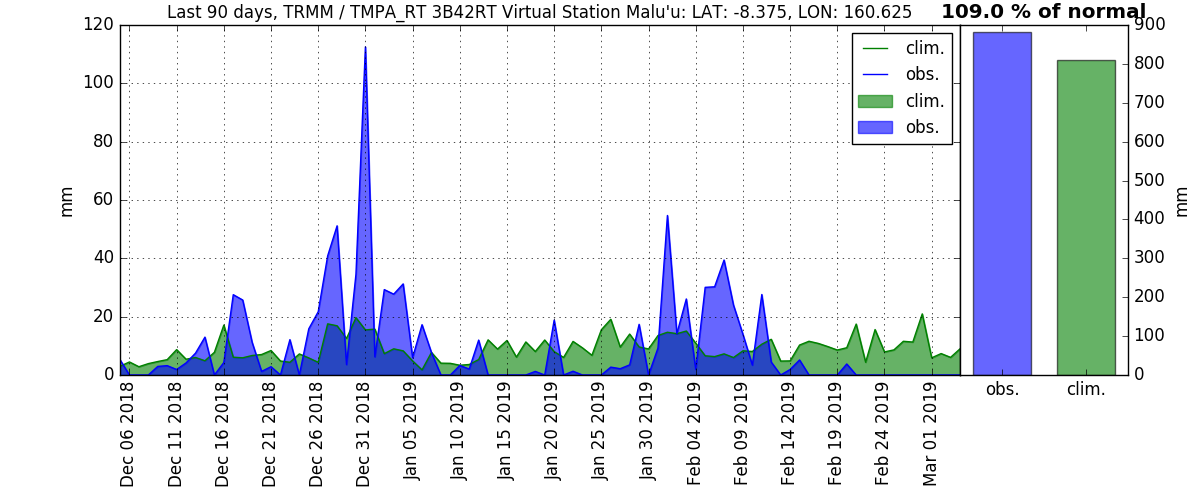 Last 90 days, TRMM / TMPA_RT 3B42RT Virtual Station Malu'u: LAT: -8.375, LON: 160.625
109.0 % of normal
120
100
80
60
40
20
0
mm
clim.
obs.
clim.
obs.
Dec 06 2018
Dec 11 2018
Dec 16 2018
Dec 21 2018
Dec 26 2018
Dec 31 2018
Jan 05 2019
Jan 10 2019
Jan 15 2019
Jan 20 2019
Jan 25 2019
Jan 30 2019
Feb 04 2019
Feb 09 2019
Feb 14 2019
Feb 19 2019
Feb 24 2019
Mar 01 2019
900
800
700
600
500
400
300
200
100
0
mm
obs.
clim.